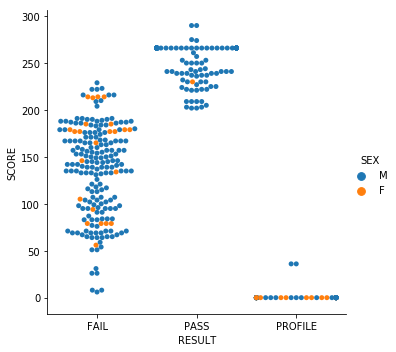 300
250
200
150
100
50
0
SCORE
FAIL PASS PROFILE
RESULT
SEX
M
F